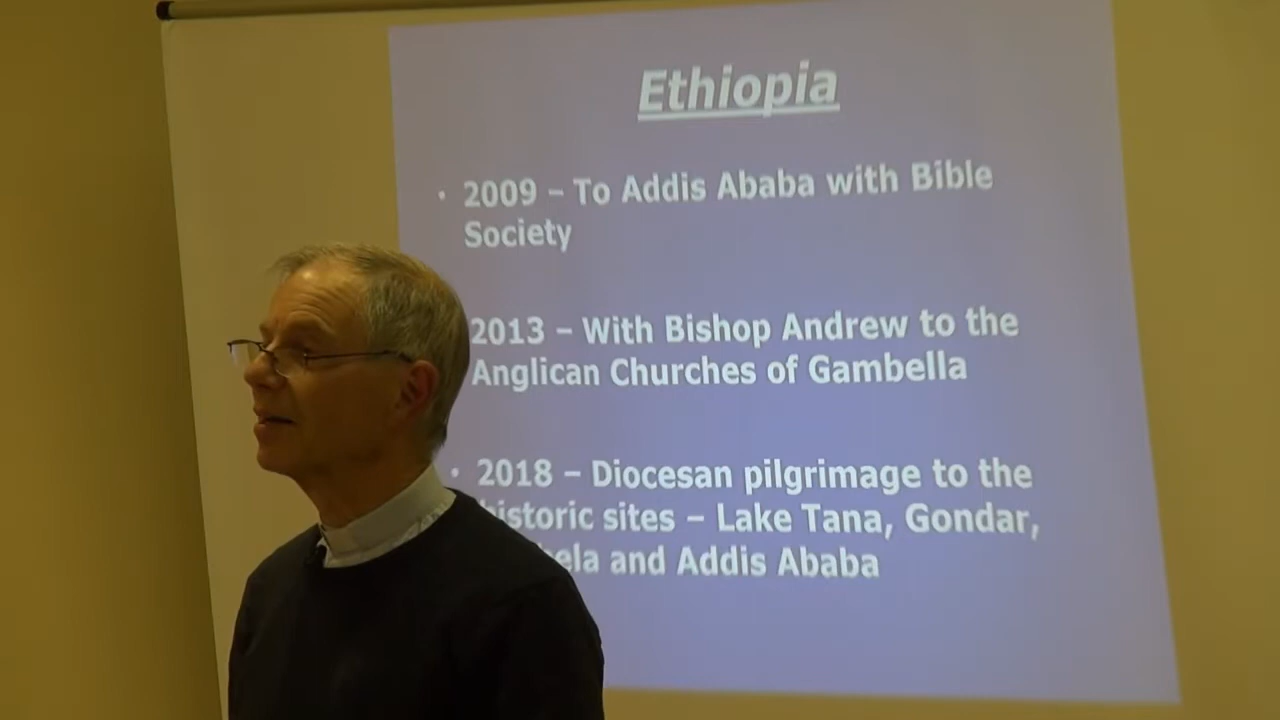 Ethiopia
• 2009 – To Addis Ababa with Bible
Society
2013 – With Bishop Andrew to the
Anglican Churches of Gambella
• 2018 – Diocesan pilgrimage to the
historic sites – Lake Tana, Gondar,
and Addis Ababa